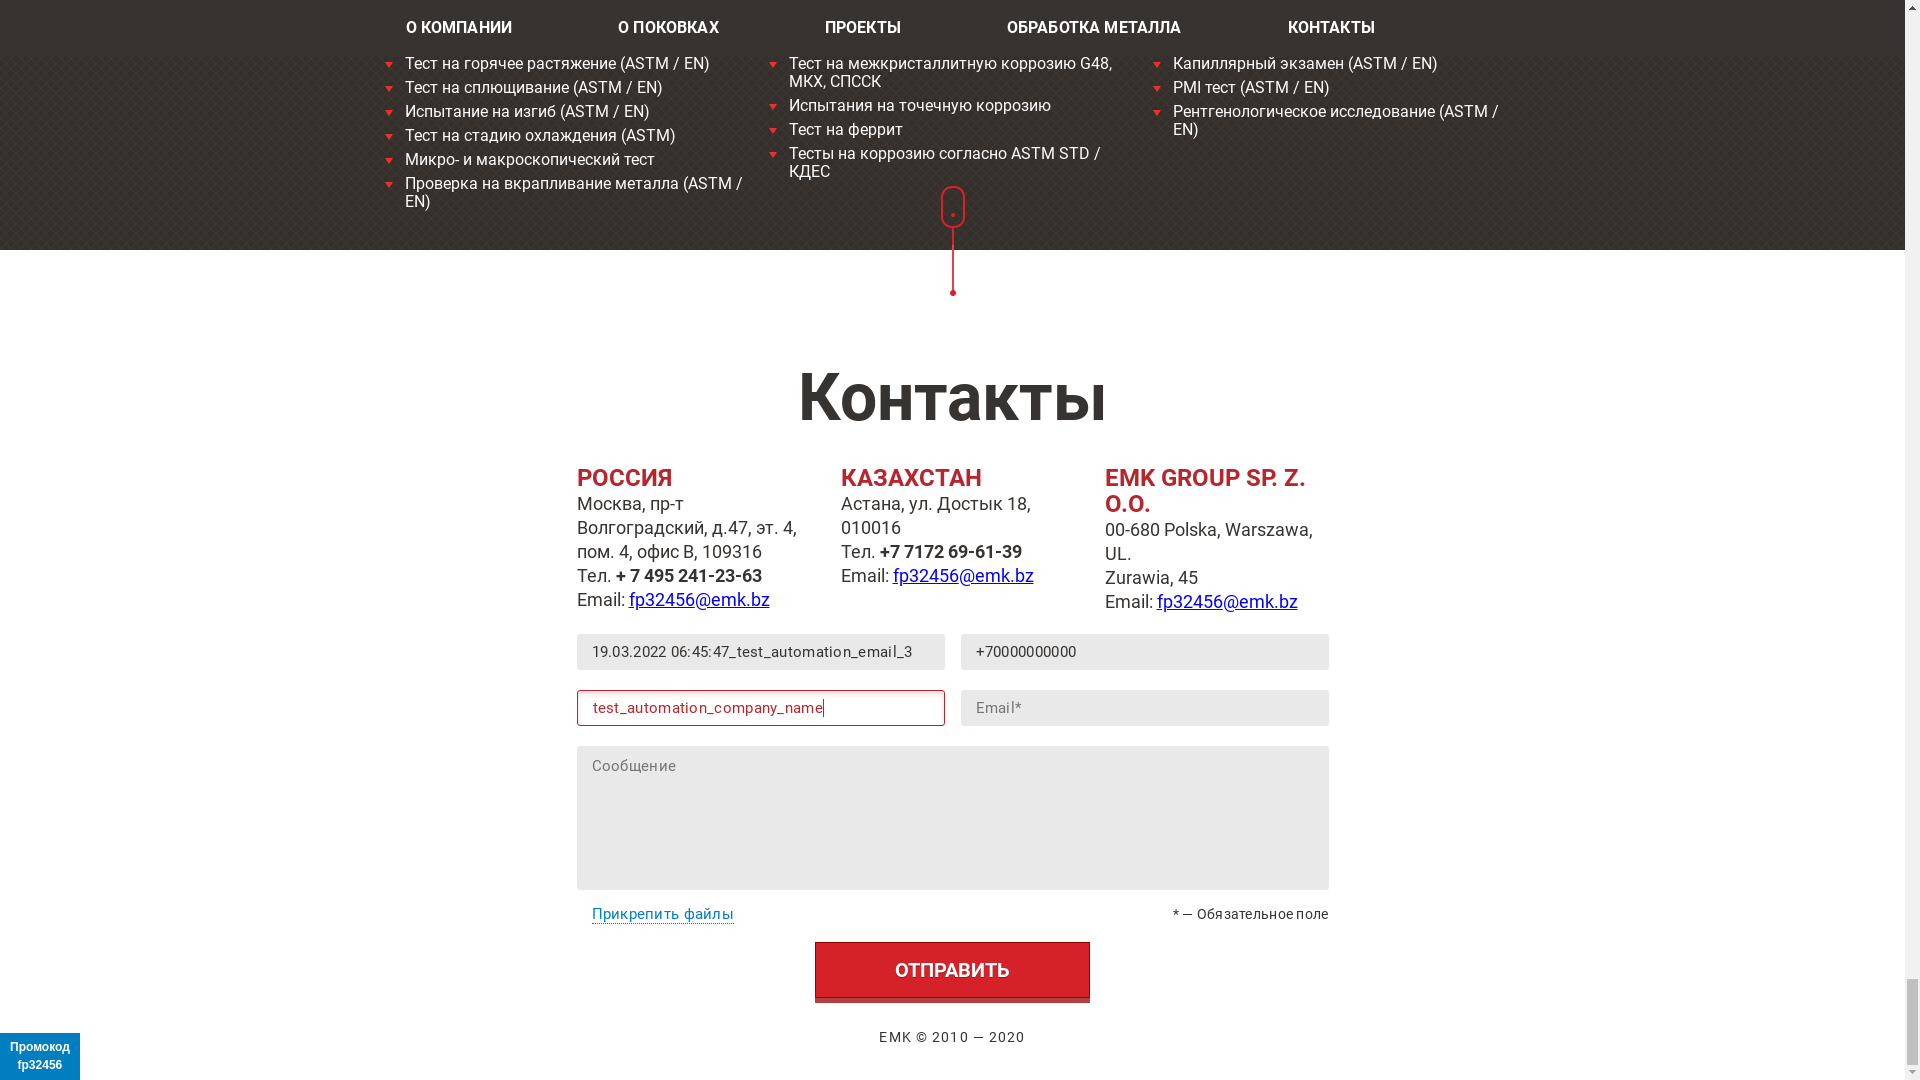 О КОМПАНИИ О ПОКОВКАХ ПРОЕКТЫ ОБРАБОТКА МЕТАЛЛА КОНТАКТЫ
Тест на горячее растяжение (ASTM / EN)
Тест на сплющивание (ASTM / EN)
Испытание на изгиб (ASTM / EN)
Тест на стадию охлаждения (ASTM)
Микро- и макроскопический тест
Проверка на вкрапливание металла (ASTM /
EN)
Тест на межкристаллитную коррозию G48,
МКХ, СПССК
Испытания на точечную коррозию
Тест на феррит
Тесты на коррозию согласно ASTM STD /
КДЕС
Капиллярный экзамен (ASTM / EN)
PMI тест (ASTM / EN)
Рентгенологическое исследование (ASTM /
EN)
Контакты
РОССИЯ
Москва, пр-т
Волгоградский, д.47, эт. 4,
пом. 4, офис В, 109316
Тел. + 7 495 241-23-63
Email: fp32456@emk.bz
КАЗАХСТАН
Астана, ул. Достык 18,
010016
Тел. +7 7172 69-61-39
Email: fp32456@emk.bz
EMK GROUP SP. Z.
O.O.
00-680 Polska, Warszawa,
UL.
Zurawia, 45
Email: fp32456@emk.bz
19.03.2022 06:45:47_test_automation_email_3
+70000000000
test_automation_company_name
Email*
Сообщение
Прикрепить файлы
* — Обязательное поле
ОТПРАВИТЬ
EMK © 2010 — 2020
Промокод
fp32456